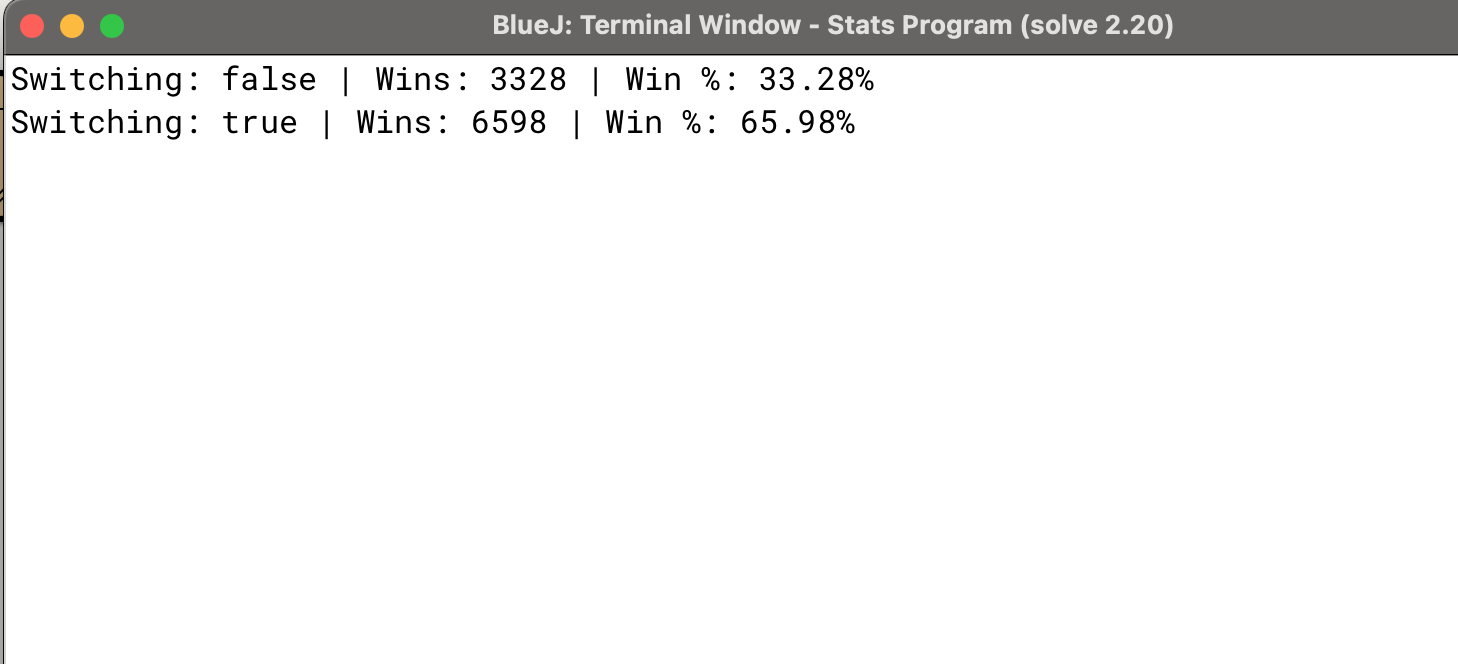 BlueJ: Terminal Window - Stats Program (solve 2.20)
Switching: false | Wins: 3328 | Win %: 33.28%
Switching: true | Wins: 6598 | Win %: 65.98%